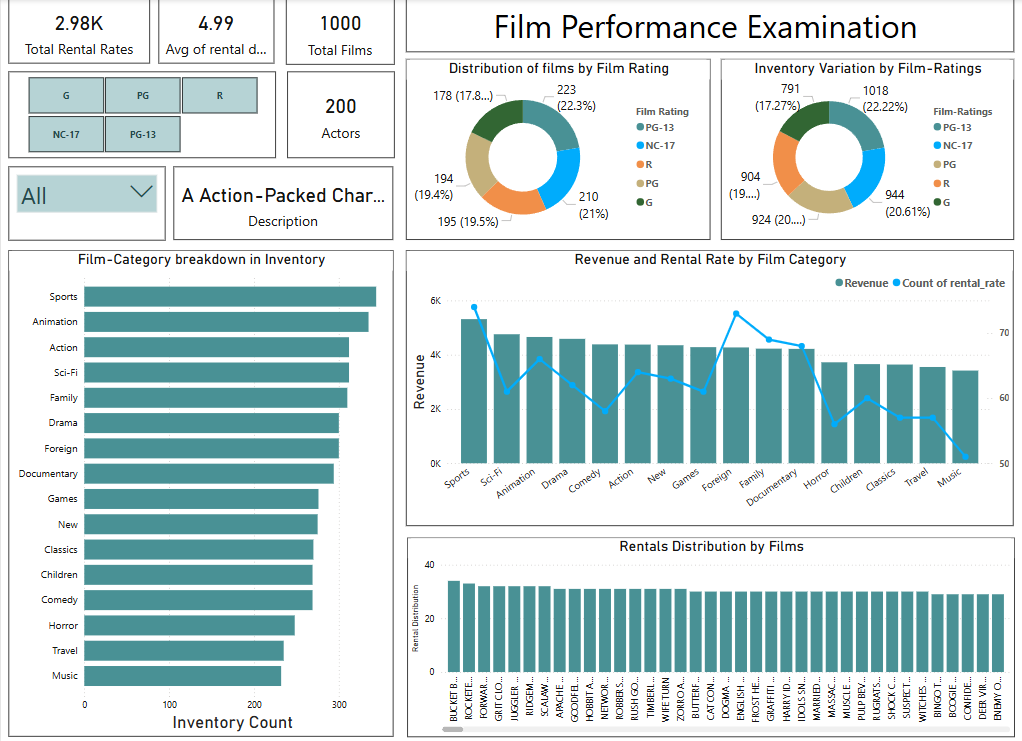 2.98K
Total Rental Rates
4.99
Avg of rental d...
1000
Total Films
Film Performance Examination
G
PG
R
NC-17
PG-13
200
Actors
All
A Action-Packed Char...
Description
Distribution of films by Film Rating
178 (17.8...)
223
(22.3%)
194
(19.4%)
210
(21%)
195 (19.5%)
Film Rating
PG-13
NC-17
R
PG
G
Inventory Variation by Film-Ratings
791
(17.27%)
1018
(22.22%)
904
(19....)
944
(20.61%)
924 (20....)
Film-Ratings
PG-13
NC-17
PG
R
G
Film-Category breakdown in Inventory
Sports
Animation
Action
Sci-Fi
Family
Drama
Foreign
Documentary
Games
New
Classics
Children
Comedy
Horror
Travel
Music
0
100
200
300
Inventory Count
Revenue and Rental Rate by Film Category
Revenue
Count of rental_rate
Revenue
6K
4K
2K
0K
70
60
50
Sports
Sci-Fi
Animation
Drama
Comedy
Action
New
Games
Foreign
Family
Documentary
Horror
Children
Classics
Travel
Music
Rentals Distribution by Films
Rental Distribution
40
20
0
BUCKET B...
ROCKETE...
FORWAR...
GRIT CLO...
JUGGLER ...
RIDGEM...
SCALAW...
APACHE ...
GOODFEL...
HOBBIT A...
NETWOR...
ROBBERS...
RUSH GO...
TIMBERL...
WIFE TURN
ZORRO A...
BUTTERF...
CAT CON...
DOGMA ...
ENGLISH ...
FROST HE...
GRAFFITI ...
HARRY ID...
IDOLS SN...
MARRIED ...
MASSAC...
MUSCLE ...
PULP BEV...
RUGRATS...
SHOCK C...
SUSPECT...
WITCHES ...
BINGO T...
BOOGIE ...
CONFIDE...
DEER VIR...
ENEMY O...